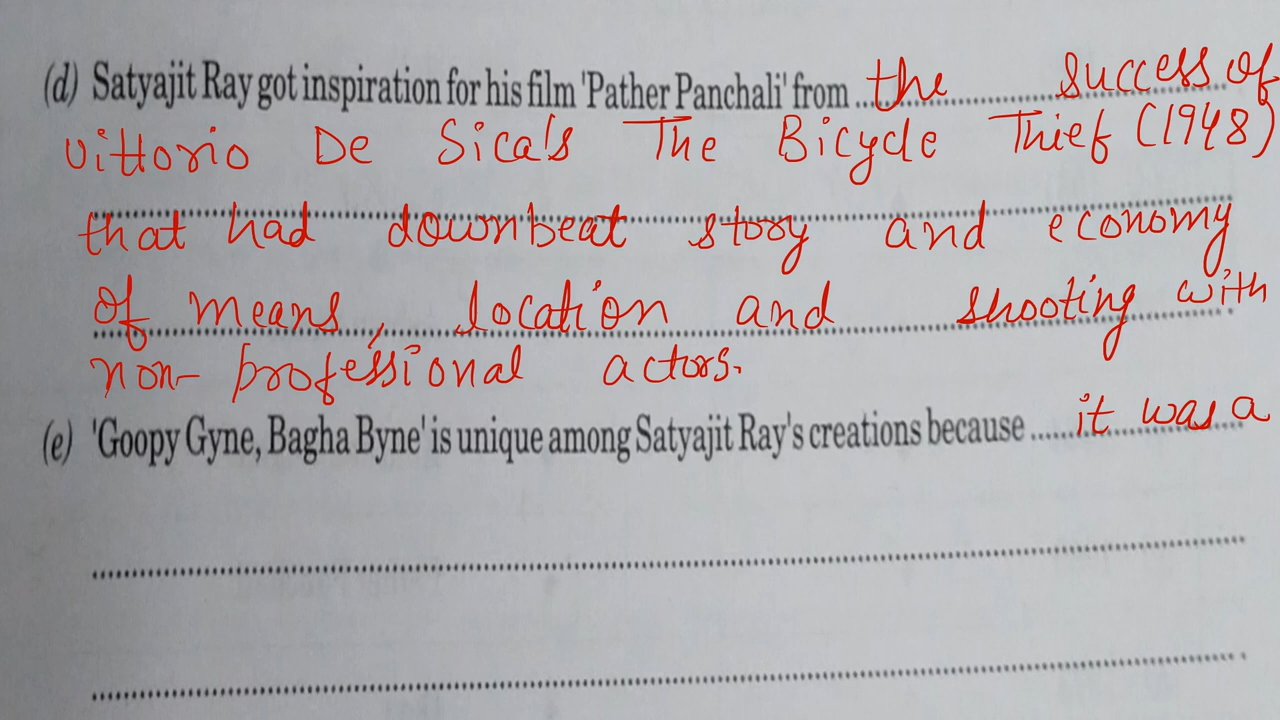 (d) Satyajit Ray got inspiration for his film 'Pather Panchali' from ... the success of
Vittorio De Sica's The Bicycle Thief (1948)
that had downbeat story and economy
of means, location and shooting with
non-professional actors.
(e) 'Goopy Gyne, Bagha Byne' is unique among Satyajit Ray's creations because ...... it was a